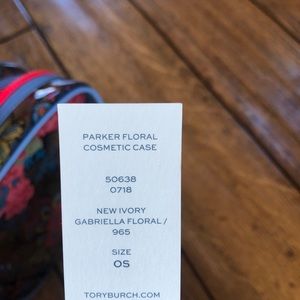 PARKER FLORAL
COSMETIC CASE
50638
0718
NEW IVORY
GABRIELLA FLORAL /
965
SIZE
OS
TORYBURCH.COM